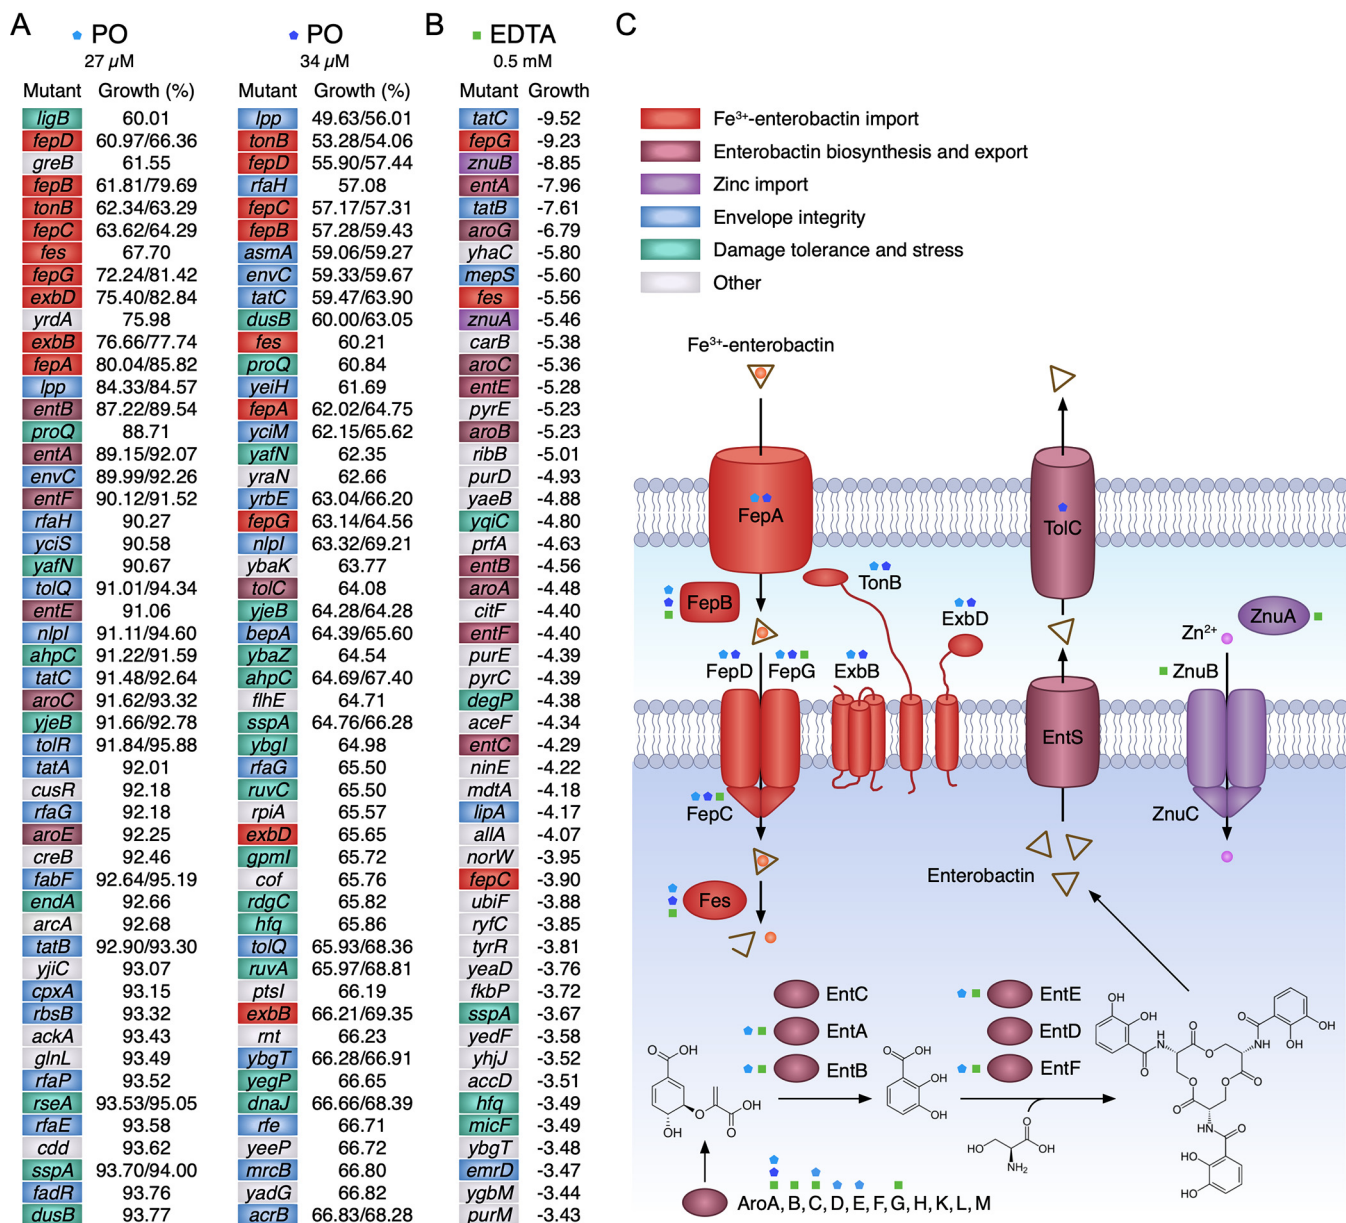 A
PO
27 µM
Mutant Growth (%)
ligB 60.01
fepD 60.97/66.36
greB 61.55
fepB 61.81/79.69
tonB 62.34/63.29
fepC 63.62/64.29
fes 67.70
fepG 72.24/81.42
exbD 75.40/82.84
yrdA 75.98
exbB 76.66/77.74
fepA 80.04/85.82
lpp 84.33/84.57
entB 87.22/89.54
proQ 88.71
entA 89.15/92.07
envC 89.99/92.26
entF 90.12/91.52
rfaH 90.27
yciS 90.58
yafN 90.67
tolQ 91.01/94.34
entE 91.06
nlpI 91.11/94.60
ahpC 91.22/91.59
tatC 91.48/92.64
aroC 91.62/93.32
yjeB 91.66/92.78
tolR 91.84/95.88
tatA 92.01
cusR 92.18
rfaG 92.18
aroE 92.25
creB 92.46
fabF 92.64/95.19
endA 92.66
arcA 92.68
tatB 92.90/93.30
yjiC 93.07
cpxA 93.15
rbsB 93.32
ackA 93.43
glnL 93.49
rfaP 93.52
rseA 93.53/95.05
rfaE 93.58
cdd 93.62
sspA 93.70/94.00
fadR 93.76
dusB 93.77
PO
34 µM
Mutant Growth (%)
lpp 49.63/56.01
tonB 53.28/54.06
fepD 55.90/57.44
rfaH 57.08
fepC 57.17/57.31
fepB 57.28/59.43
asmA 59.06/59.27
envC 59.33/59.67
tatC 59.47/63.90
dusB 60.00/63.05
fes 60.21
proQ 60.84
yeiH 61.69
fepA 62.02/64.75
yciM 62.15/65.62
yafN 62.35
yraN 62.66
yrbE 63.04/66.20
fepG 63.14/64.56
nlpI 63.32/69.21
ybaK 63.77
tolC 64.08
yjeB 64.28/64.28
bepA 64.39/65.60
ybaZ 64.54
ahpC 64.69/67.40
flhE 64.71
sspA 64.76/66.28
ybgI 64.98
rfaG 65.50
ruvC 65.50
rpiA 65.57
exbD 65.65
gpmI 65.72
cof 65.76
rdgC 65.82
hfq 65.86
tolQ 65.93/68.36
ruvA 65.97/68.81
ptsI 66.19
exbB 66.21/69.35
rnt 66.23
ybgT 66.28/66.91
yegP 66.65
dnaJ 66.66/68.39
rfe 66.71
yeeP 66.72
mrcB 66.80
yadG 66.82
acrB 66.83/68.28
B
EDTA
0.5 mM
Mutant Growth
tatC -9.52
fepG -9.23
znuB -8.85
entA -7.96
tatB -7.61
aroG -6.79
yhaC -5.80
mepS -5.60
fes -5.56
znuA -5.46
carB -5.38
aroC -5.36
entE -5.28
pyrE -5.23
aroB -5.23
ribB -5.01
purD -4.93
yaeB -4.88
yqiC -4.80
prfA -4.63
entB -4.56
aroA -4.48
citF -4.40
entF -4.40
purE -4.39
pyrC -4.39
degP -4.38
aceF -4.34
entC -4.29
ninE -4.22
mdtA -4.18
lipA -4.17
allA -4.07
norW -3.95
fepC -3.90
ubiF -3.88
ryfC -3.85
tyrR -3.81
yeaD -3.76
fkbP -3.72
sspA -3.67
yedF -3.58
yhjJ -3.52
accD -3.51
hfq -3.49
micF -3.49
ybgT -3.48
emrD -3.47
ygbM -3.44
purM -3.43
C
Fe³⁺-enterobactin import
Enterobactin biosynthesis and export
Zinc import
Envelope integrity
Damage tolerance and stress
Other
Fe³⁺-enterobactin
FepA
TolC
TonB
FepB
ExbD
ZnuA
Zn²⁺
FepD FepG ExbB
ZnuB
EntS
FepC
ZnuC
Enterobactin
Fes
EntC EntE
EntA EntD
EntB EntF
O OH
O
O OH
OH
O OH
OH
OH
O
HO OH
NH₂
OH
OH
O
NH
O
O
O
HN
O
OH
OH
O
O
O
HN
O
HO
HO
AroA, B, C, D, E, F, G, H, K, L, M